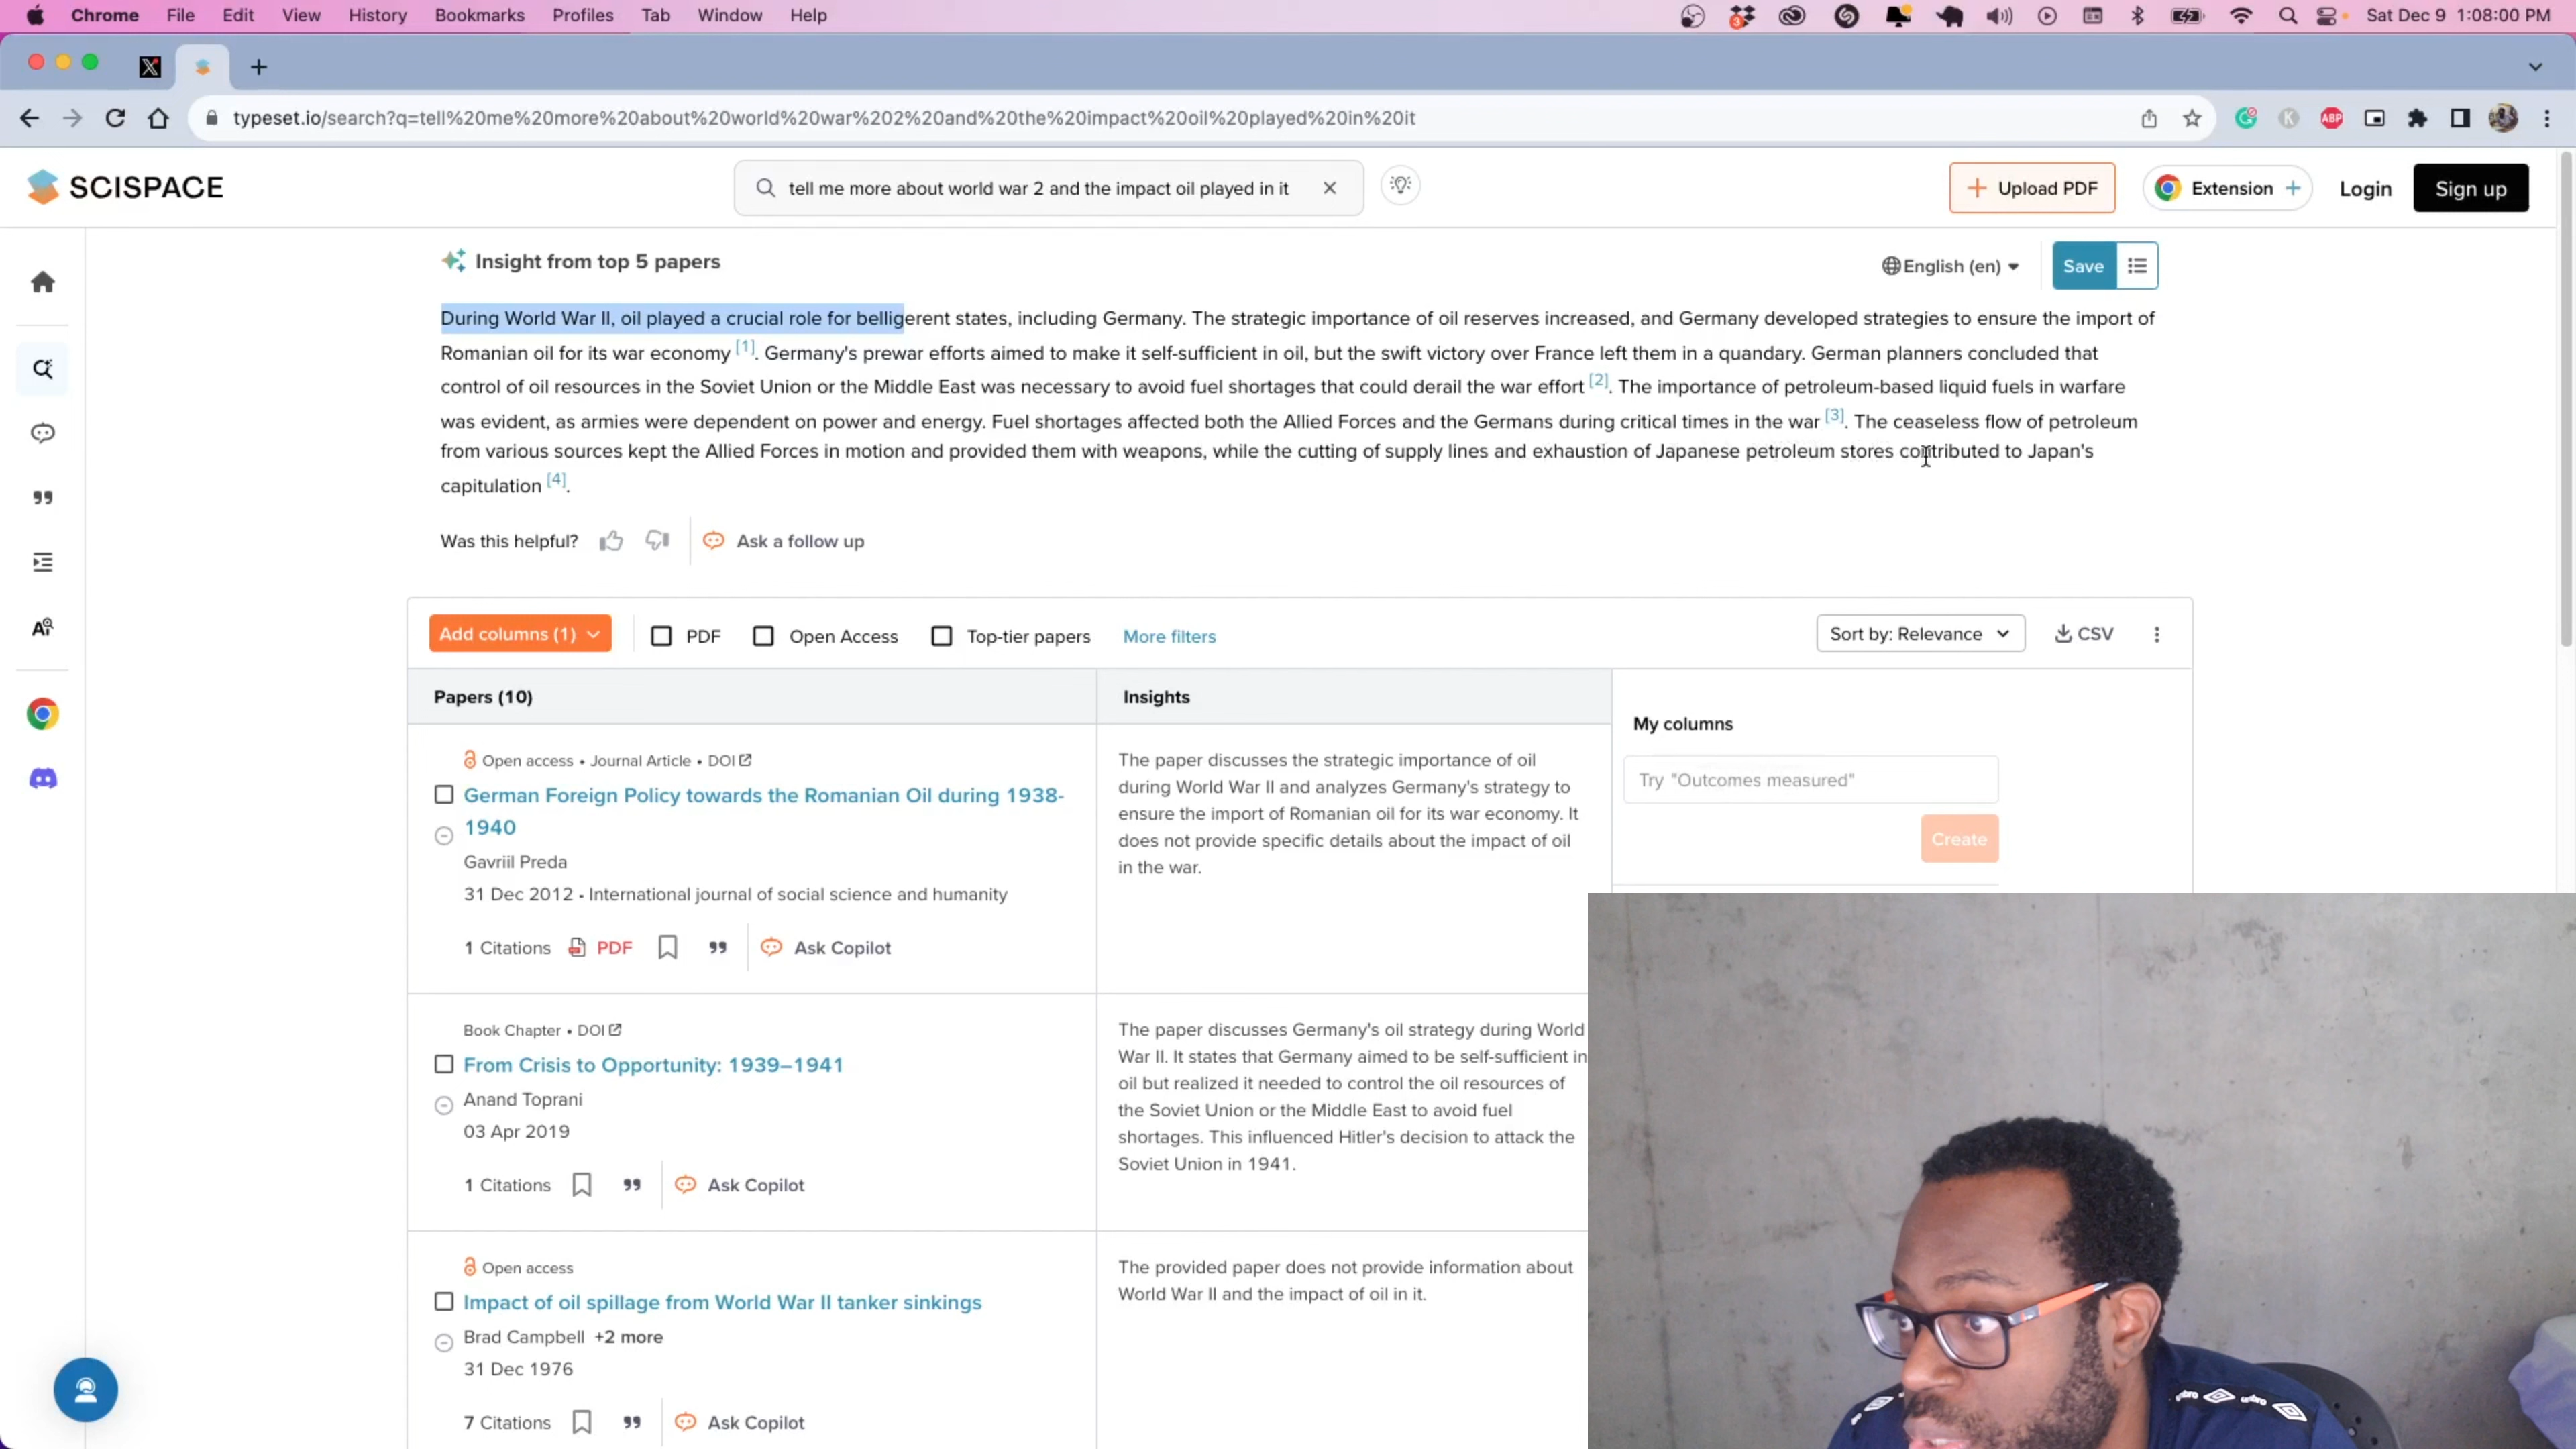 Chrome File Edit View History Bookmarks Profiles Tab Window Help
3
Sat Dec 9 1:08:00 PM
X
typeset.io/search?q=tell%20me%20more%20about%20world%20war%202%20and%20the%20impact%20oil%20played%20in%20it
K
ABP
SCISPACE
tell me more about world war 2 and the impact oil played in it
Upload PDF
Extension
Login
Sign up
Insight from top 5 papers
English (en)
Save
During World War II, oil played a crucial role for belligerent states, including Germany. The strategic importance of oil reserves increased, and Germany developed strategies to ensure the import of
Romanian oil for its war economy [1]. Germany's prewar efforts aimed to make it self-sufficient in oil, but the swift victory over France left them in a quandary. German planners concluded that
control of oil resources in the Soviet Union or the Middle East was necessary to avoid fuel shortages that could derail the war effort [2]. The importance of petroleum-based liquid fuels in warfare
was evident, as armies were dependent on power and energy. Fuel shortages affected both the Allied Forces and the Germans during critical times in the war [3]. The ceaseless flow of petroleum
from various sources kept the Allied Forces in motion and provided them with weapons, while the cutting of supply lines and exhaustion of Japanese petroleum stores contributed to Japan's
capitulation [4].
Was this helpful?
Ask a follow up
Add columns (1)
PDF
Open Access
Top-tier papers
More filters
Sort by: Relevance
CSV
Papers (10)
Insights
My columns
Try "Outcomes measured"
Create
Open access • Journal Article • DOI
German Foreign Policy towards the Romanian Oil during 1938-
1940
Gavriil Preda
31 Dec 2012 - International journal of social science and humanity
1 Citations PDF
Ask Copilot
The paper discusses the strategic importance of oil
during World War II and analyzes Germany's strategy to
ensure the import of Romanian oil for its war economy. It
does not provide specific details about the impact of oil
in the war.
Book Chapter • DOI
From Crisis to Opportunity: 1939–1941
Anand Toprani
03 Apr 2019
1 Citations
Ask Copilot
The paper discusses Germany's oil strategy during World
War II. It states that Germany aimed to be self-sufficient in
oil but realized it needed to control the oil resources of
the Soviet Union or the Middle East to avoid fuel
shortages. This influenced Hitler's decision to attack the
Soviet Union in 1941.
Open access
Impact of oil spillage from World War II tanker sinkings
Brad Campbell +2 more
31 Dec 1976
7 Citations
Ask Copilot
The provided paper does not provide information about
World War II and the impact of oil in it.
umbro
umbro